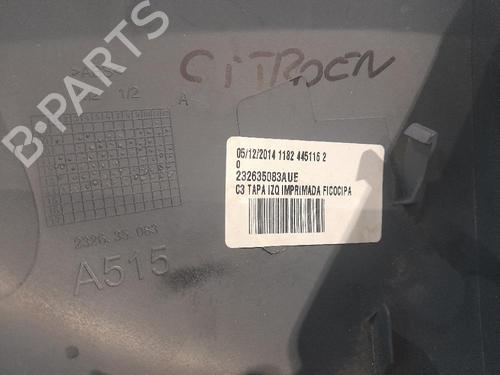 B-PARTS
CITROEN
1/2
A
05/12/2014 1182 445116 2
0
232635083AUE
C3 TAPA IZQ IMPRIMADA FICOCIPA
2326.35.083
A515